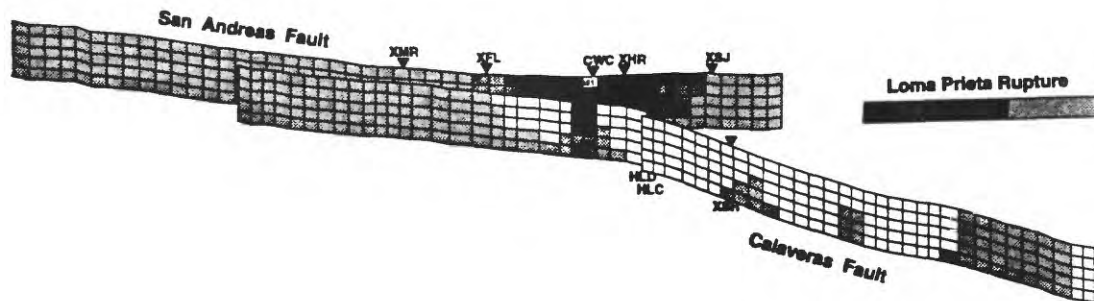 San Andreas Fault
XMR
XFL
CWC
XHR
XSJ
Loma Prieta Rupture
HLD
HLC
Calaveras Fault